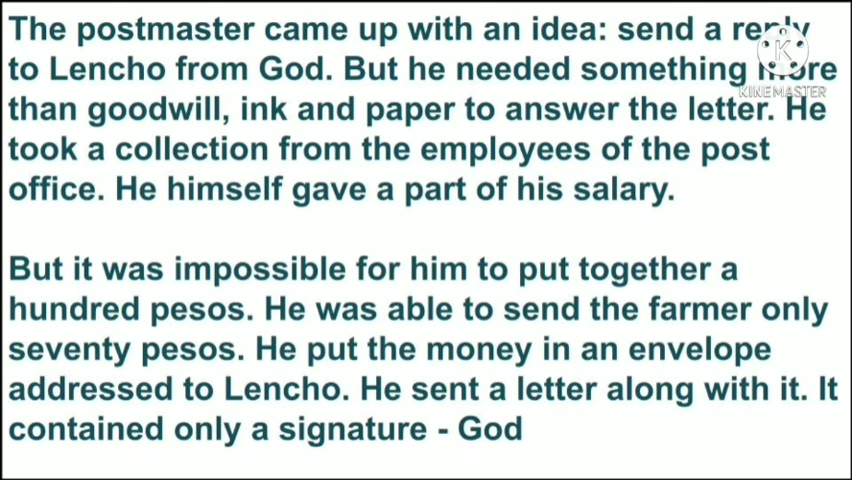 The postmaster came up with an idea: send a reply
to Lencho from God. But he needed something more
KINEMASTER
than goodwill, ink and paper to answer the letter. He
took a collection from the employees of the post
office. He himself gave a part of his salary.
But it was impossible for him to put together a
hundred pesos. He was able to send the farmer only
seventy pesos. He put the money in an envelope
addressed to Lencho. He sent a letter along with it. It
contained only a signature - God